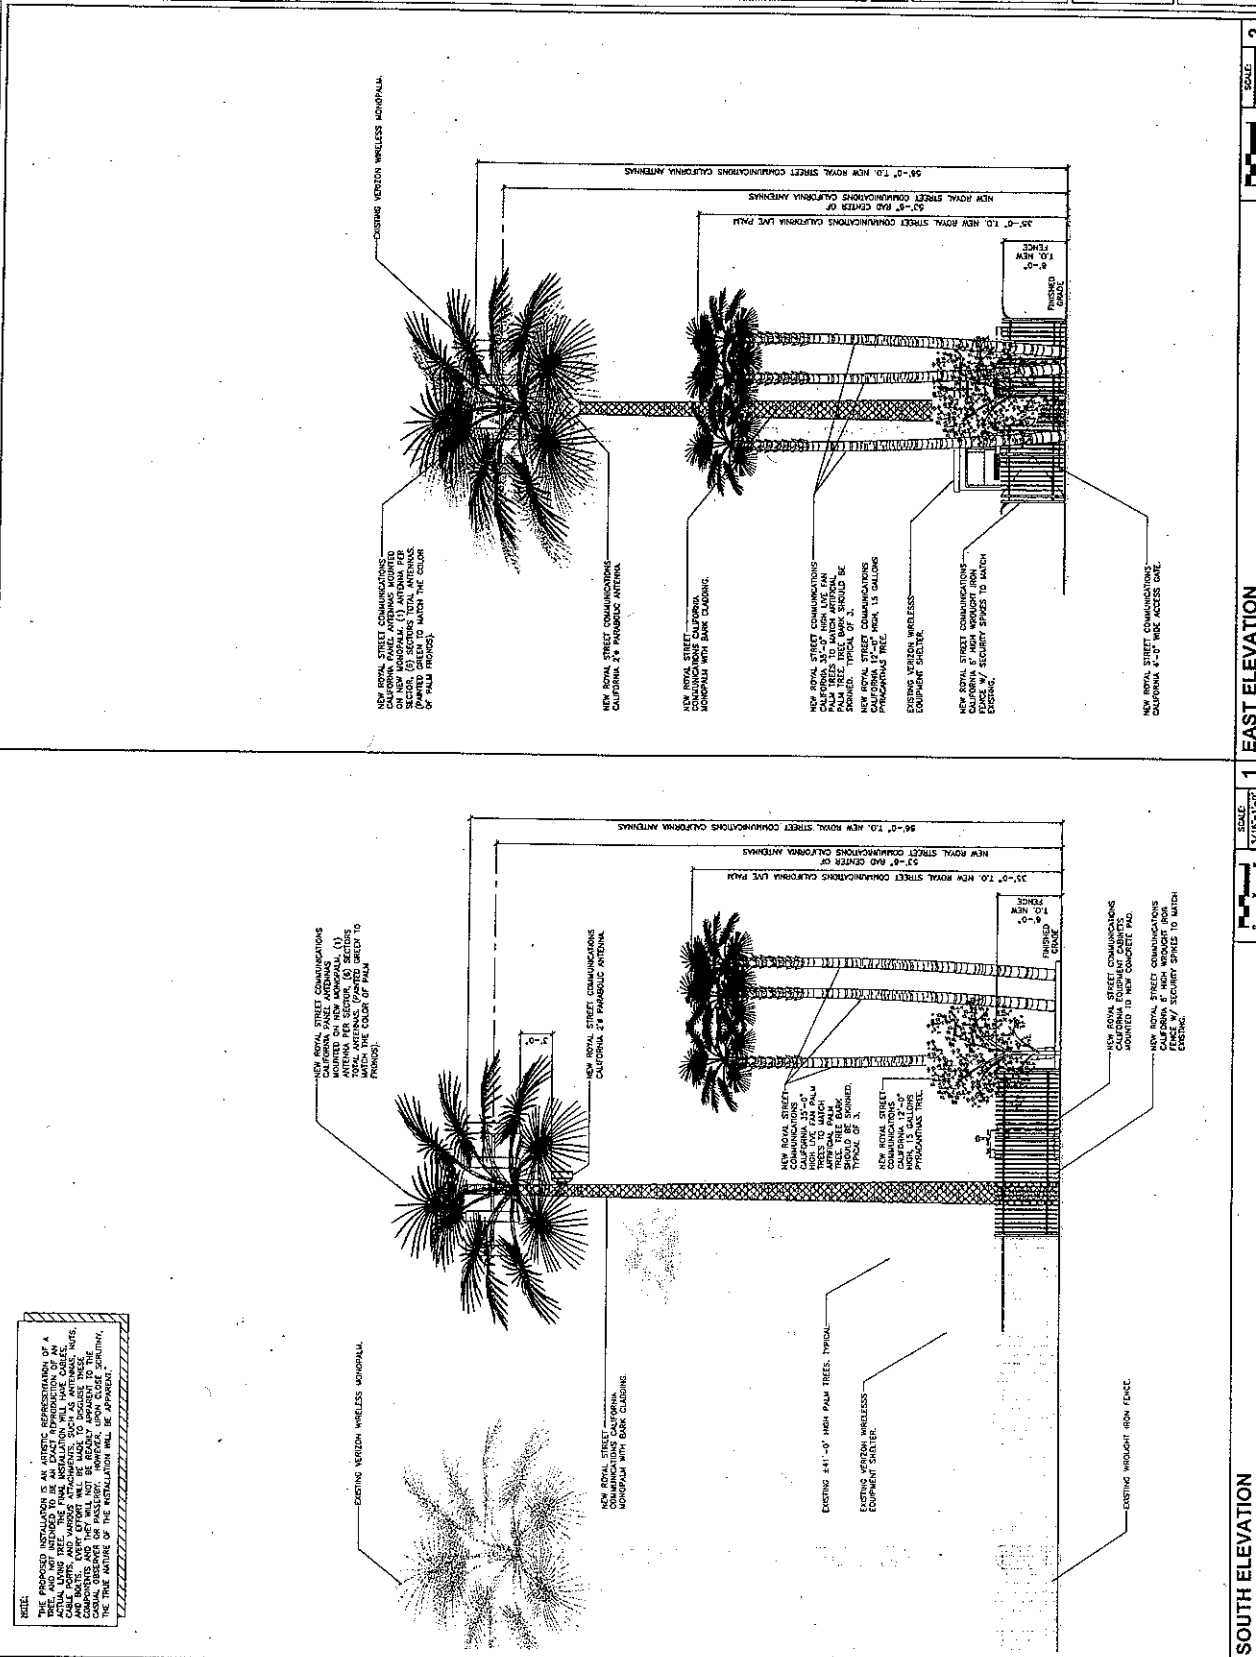 NOTE:
"THE PROPOSED INSTALLATION IS AN ARTISTIC REPRESENTATION OF A
TREE, AND NOT INTENDED TO BE AN EXACT REPRODUCTION OF AN
ACTUAL LIVING TREE. THE FINAL INSTALLATION WILL HAVE CABLES,
CABLE PORTS, AND VARIOUS ATTACHMENTS, SUCH AS ANTENNAS, NUTS,
AND BOLTS. EVERY EFFORT WILL BE MADE TO DISGUISE THESE
COMPONENTS AND THEY WILL NOT BE READILY APPARENT TO THE
CASUAL OBSERVER OR PASSERBY. HOWEVER, UPON CLOSE SCRUTINY,
THE TRUE NATURE OF THE INSTALLATION WILL BE APPARENT."
EXISTING VERIZON WIRELESS MONOPALM.
NEW ROYAL STREET COMMUNICATIONS
CALIFORNIA PANEL ANTENNAS
MOUNTED ON NEW MONOPALM, (1)
ANTENNA PER SECTOR, (6) SECTORS
TOTAL ANTENNAS. (PAINTED GREEN TO
MATCH THE COLOR OF PALM
FRONDS).
NEW ROYAL STREET COMMUNICATIONS
CALIFORNIA 2'ø PARABOLIC ANTENNA.
NEW ROYAL STREET
COMMUNICATIONS CALIFORNIA
MONOPALM WITH BARK CLADDING.
NEW ROYAL STREET
COMMUNICATIONS
CALIFORNIA 35'-0"
HIGH LIVE FAN PALM
TREES TO MATCH
ARTIFICIAL PALM
TREE. TREE BARK
SHOULD BE SKINNED.
TYPICAL OF 3.
NEW ROYAL STREET
COMMUNICATIONS
CALIFORNIA 12'-0"
HIGH, 15 GALLONS
PYRACANTHAS TREE.
EXISTING ±41'-0" HIGH PALM TREES, TYPICAL.
EXISTING VERIZON WIRELESSS
EQUIPMENT SHELTER.
NEW ROYAL STREET COMMUNICATIONS
CALIFORNIA EQUIPMENT CABINETS
MOUNTED TO NEW CONCRETE PAD.
NEW ROYAL STREET COMMUNICATIONS
CALIFORNIA 6' HIGH WROUGHT IRON
FENCE W/ SECURITY SPIKES TO MATCH
EXISTING.
EXISTING WROUGHT IRON FENCE.
56'-0" T.O. NEW ROYAL STREET COMMUNICATIONS CALIFORNIA ANTENNAS
53'-6" RAD CENTER OF
NEW ROYAL STREET COMMUNICATIONS CALIFORNIA ANTENNAS
35'-0" T.O. NEW ROYAL STREET COMMUNICATIONS CALIFORNIA LIVE PALM
6'-0"
T.O. NEW
FENCE
FINISHED
GRADE
SOUTH ELEVATION
SCALE:
1
EXISTING VERIZON WIRELESS MONOPALM.
NEW ROYAL STREET COMMUNICATIONS
CALIFORNIA PANEL ANTENNAS MOUNTED
ON NEW MONOPALM, (1) ANTENNA PER
SECTOR, (6) SECTORS TOTAL ANTENNAS.
(PAINTED GREEN TO MATCH THE COLOR
OF PALM FRONDS).
NEW ROYAL STREET COMMUNICATIONS
CALIFORNIA 2'ø PARABOLIC ANTENNA.
NEW ROYAL STREET
COMMUNICATIONS CALIFORNIA
MONOPALM WITH BARK CLADDING.
NEW ROYAL STREET COMMUNICATIONS
CALIFORNIA 35'-0" HIGH LIVE FAN
PALM TREES TO MATCH ARTIFICIAL
PALM TREE. TREE BARK SHOULD BE
SKINNED. TYPICAL OF 3.
NEW ROYAL STREET COMMUNICATIONS
CALIFORNIA 12'-0" HIGH, 15 GALLONS
PYRACANTHAS TREE.
EXISTING VERIZON WIRELESSS
EQUIPMENT SHELTER.
NEW ROYAL STREET COMMUNICATIONS
CALIFORNIA 6' HIGH WROUGHT IRON
FENCE W/ SECURITY SPIKES TO MATCH
EXISTING.
NEW ROYAL STREET COMMUNICATIONS
CALIFORNIA 4'-0" WIDE ACCESS GATE.
56'-0" T.O. NEW ROYAL STREET COMMUNICATIONS CALIFORNIA ANTENNAS
53'-6" RAD CENTER OF
NEW ROYAL STREET COMMUNICATIONS CALIFORNIA ANTENNAS
35'-0" T.O. NEW ROYAL STREET COMMUNICATIONS CALIFORNIA LIVE PALM
6'-0"
T.O. NEW
FENCE
FINISHED
GRADE
EAST ELEVATION
SCALE:
2